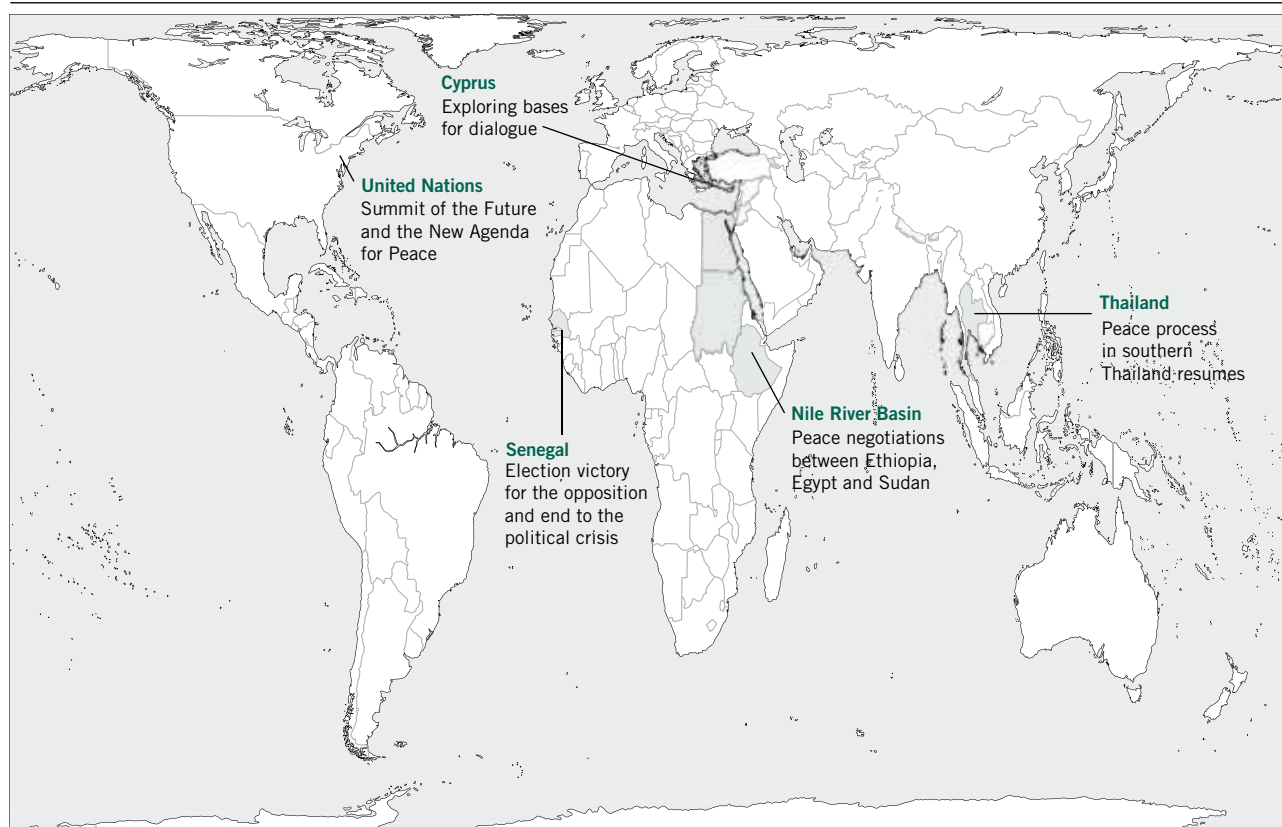 Cyprus
Exploring bases
for dialogue
United Nations
Summit of the Future
and the New Agenda
for Peace
Thailand
Peace process
in southern
Thailand resumes
Nile River Basin
Peace negotiations
between Ethiopia,
Egypt and Sudan
Senegal
Election victory
for the opposition
and end to the
political crisis